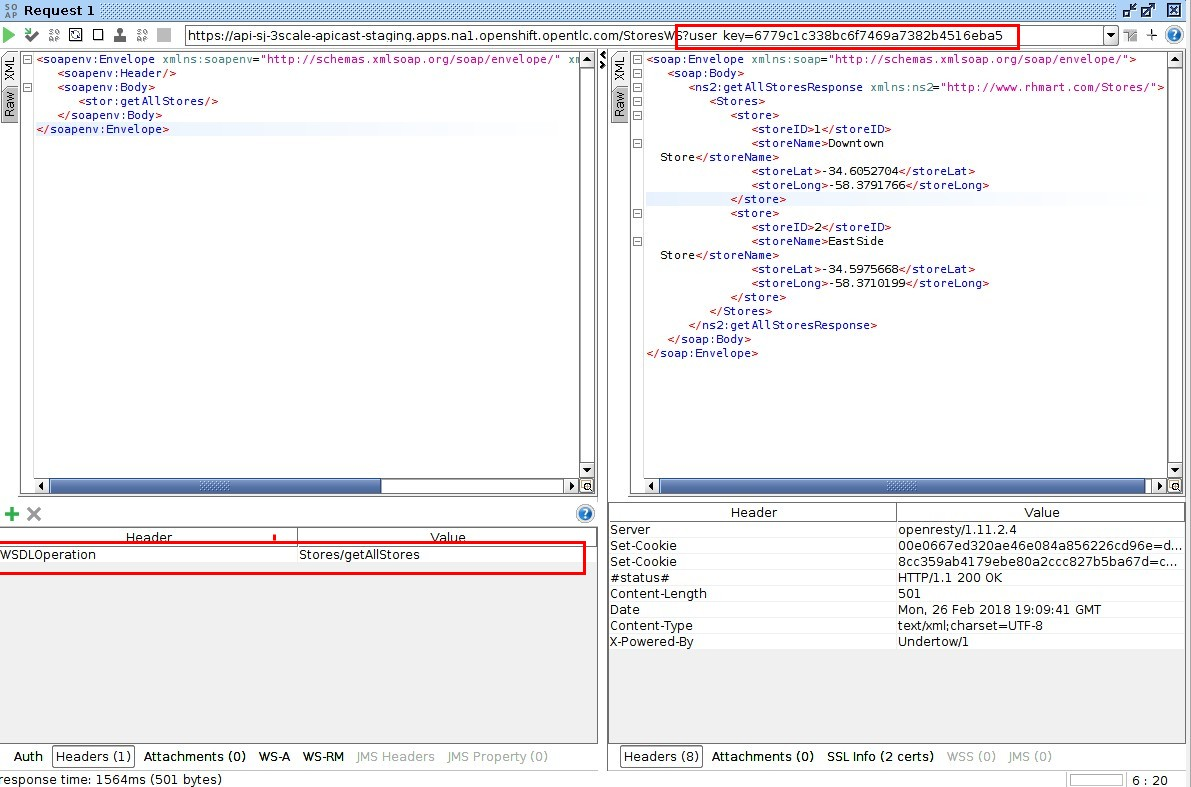 SO
AP
Request 1
https://api-sj-3scale-apicast-staging.apps.na1.openshift.opentlc.com/StoresWS?user_key=6779c1c338bc6f7469a7382b4516eba5
XML
Raw
<soapenv:Envelope xmlns:soapenv="http://schemas.xmlsoap.org/soap/envelope/" xm
<soapenv:Header/>
<soapenv:Body>
<stor:getAllStores/>
</soapenv:Body>
</soapenv:Envelope>
XML
Raw
<soap:Envelope xmlns:soap="http://schemas.xmlsoap.org/soap/envelope/">
<soap:Body>
<ns2:getAllStoresResponse xmlns:ns2="http://www.rhmart.com/Stores/">
<Stores>
<store>
<storeID>1</storeID>
<storeName>Downtown
Store</storeName>
<storeLat>-34.6052704</storeLat>
<storeLong>-58.3791766</storeLong>
</store>
<store>
<storeID>2</storeID>
<storeName>EastSide
Store</storeName>
<storeLat>-34.5975668</storeLat>
<storeLong>-58.3710199</storeLong>
</store>
</Stores>
</ns2:getAllStoresResponse>
</soap:Body>
</soap:Envelope>
Header Value
WSDLOperation Stores/getAllStores
Header Value
Server openresty/1.11.2.4
Set-Cookie 00e0667ed320ae46e084a856226cd96e=d...
Set-Cookie 8cc359ab4179ebe80a2ccc827b5ba67d=c...
#status# HTTP/1.1 200 OK
Content-Length 501
Date Mon, 26 Feb 2018 19:09:41 GMT
Content-Type text/xml;charset=UTF-8
X-Powered-By Undertow/1
Auth Headers (1) Attachments (0) WS-A WS-RM JMS Headers JMS Property (0)
Headers (8) Attachments (0) SSL Info (2 certs) WSS (0) JMS (0)
response time: 1564ms (501 bytes)
6 : 20